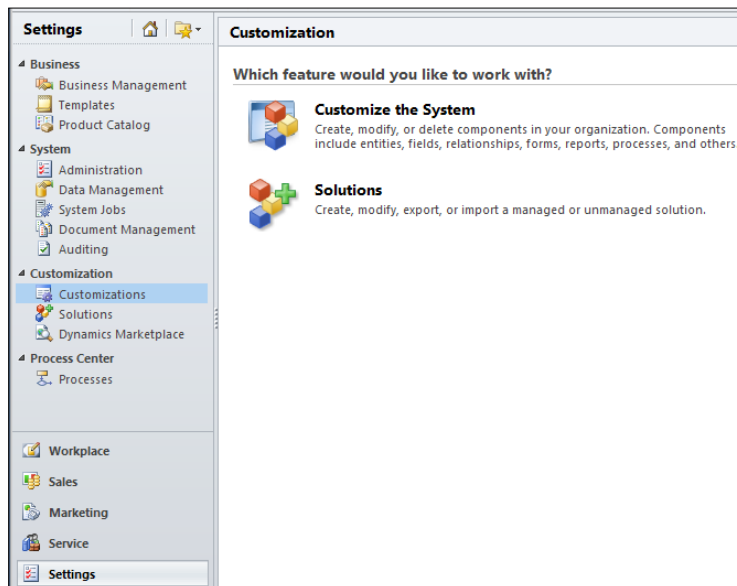 Settings
Business
Business Management
Templates
Product Catalog
System
Administration
Data Management
System Jobs
Document Management
Auditing
Customization
Customizations
Solutions
Dynamics Marketplace
Process Center
Processes
Workplace
Sales
Marketing
Service
Settings
Customization
Which feature would you like to work with?
Customize the System
Create, modify, or delete components in your organization. Components
include entities, fields, relationships, forms, reports, processes, and others
Solutions
Create, modify, export, or import a managed or unmanaged solution.